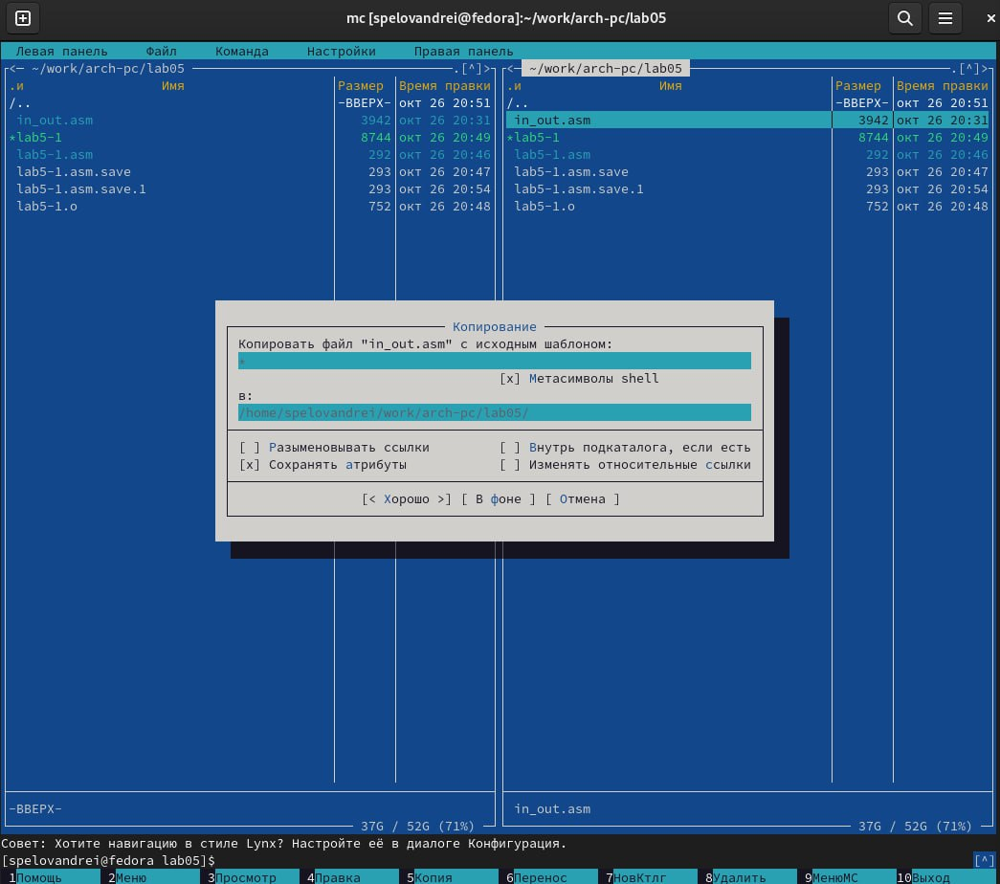 mc [spelovandrei@fedora]:~/work/arch-pc/lab05
Левая панель Файл Команда Настройки Правая панель
<─ ~/work/arch-pc/lab05 .[^]> <─ ~/work/arch-pc/lab05 .[^]>
.и Имя Размер Время правки .и Имя Размер Время правки
/.. -ВВЕРХ- окт 26 20:51 /.. -ВВЕРХ- окт 26 20:51
in_out.asm 3942 окт 26 20:31 in_out.asm 3942 окт 26 20:31
*lab5-1 8744 окт 26 20:49 *lab5-1 8744 окт 26 20:49
lab5-1.asm 292 окт 26 20:46 lab5-1.asm 292 окт 26 20:46
lab5-1.asm.save 293 окт 26 20:47 lab5-1.asm.save 293 окт 26 20:47
lab5-1.asm.save.1 293 окт 26 20:54 lab5-1.asm.save.1 293 окт 26 20:54
lab5-1.o 752 окт 26 20:48 lab5-1.o 752 окт 26 20:48
Копирование
Копировать файл "in_out.asm" с исходным шаблоном:
*
[x] Метасимволы shell
в:
/home/spelovandrei/work/arch-pc/lab05/
[ ] Разыменовывать ссылки [ ] Внутрь подкаталога, если есть
[x] Сохранять атрибуты [ ] Изменять относительные ссылки
[< Хорошо >] [ В фоне ] [ Отмена ]
-ВВЕРХ- in_out.asm
37G / 52G (71%) 37G / 52G (71%)
Совет: Хотите навигацию в стиле Lynx? Настройте её в диалоге Конфигурация.
[spelovandrei@fedora lab05]$ [^]
1Помощь 2Меню 3Просмотр 4Правка 5Копия 6Перенос 7НовКтлг 8Удалить 9МенюMC 10Выход